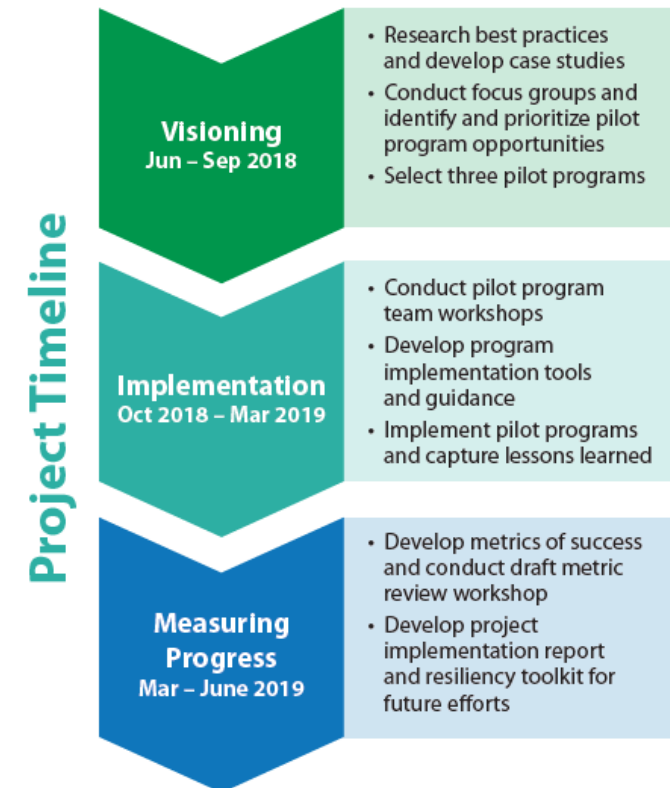 Project Timeline
Visioning
Jun – Sep 2018
• Research best practices
and develop case studies
• Conduct focus groups and
identify and prioritize pilot
program opportunities
• Select three pilot programs
Implementation
Oct 2018 – Mar 2019
• Conduct pilot program
team workshops
• Develop program
implementation tools
and guidance
• Implement pilot programs
and capture lessons learned
Measuring
Progress
Mar – June 2019
• Develop metrics of success
and conduct draft metric
review workshop
• Develop project
implementation report
and resiliency toolkit for
future efforts